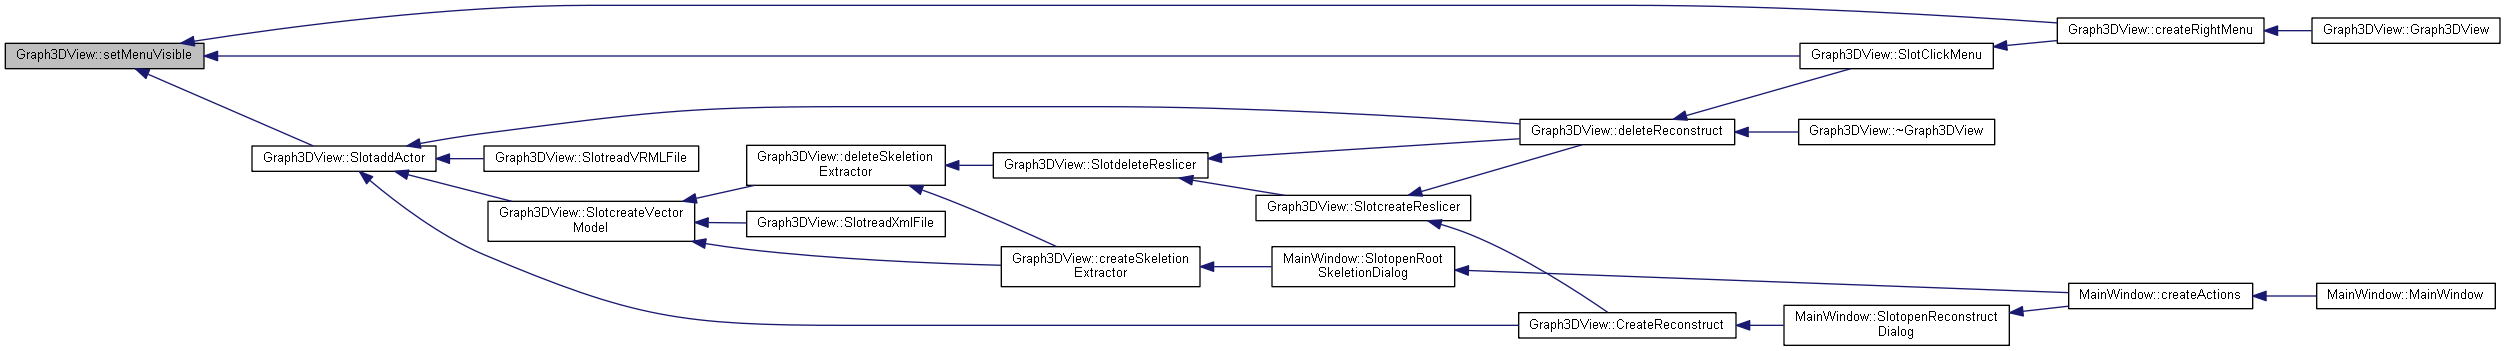 Graph3DView::setMenuVisible
Graph3DView::createRightMenu
Graph3DView::Graph3DView
Graph3DView::SlotClickMenu
Graph3DView::deleteReconstruct
Graph3DView::~Graph3DView
Graph3DView::SlotaddActor
Graph3DView::SlotreadVRMLFile
Graph3DView::deleteSkeletion
Extractor
Graph3DView::SlotdeleteReslicer
Graph3DView::SlotcreateReslicer
Graph3DView::SlotcreateVector
Model
Graph3DView::SlotreadXmlFile
Graph3DView::createSkeletion
Extractor
MainWindow::SlotopenRoot
SkeletionDialog
MainWindow::createActions
MainWindow::MainWindow
Graph3DView::CreateReconstruct
MainWindow::SlotopenReconstruct
Dialog